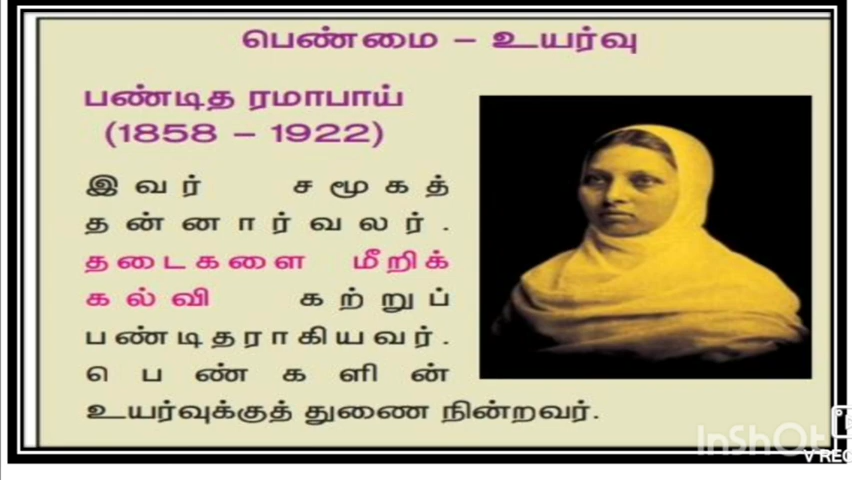 பெண்மை – உயர்வு
பண்டித ரமாபாய்
(1858 – 1922)
இவர் சமூகத்
தன்னார்வலர்.
தடைகளை மீறிக்
கல்வி கற்றுப்
பண்டிதராகியவர்.
பெண்களின்
உயர்வுக்குத் துணை நின்றவர்.
InShOt
V REC